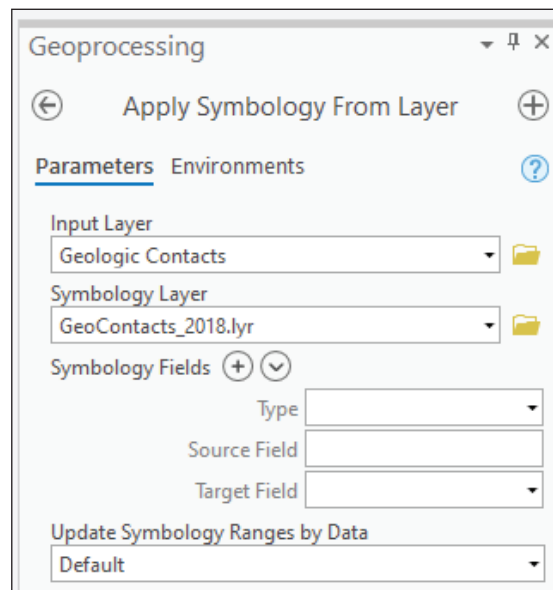 Geoprocessing
Apply Symbology From Layer
Parameters Environments
?
Input Layer
Geologic Contacts
Symbology Layer
GeoContacts_2018.lyr
Symbology Fields
Type
Source Field
Target Field
Update Symbology Ranges by Data
Default